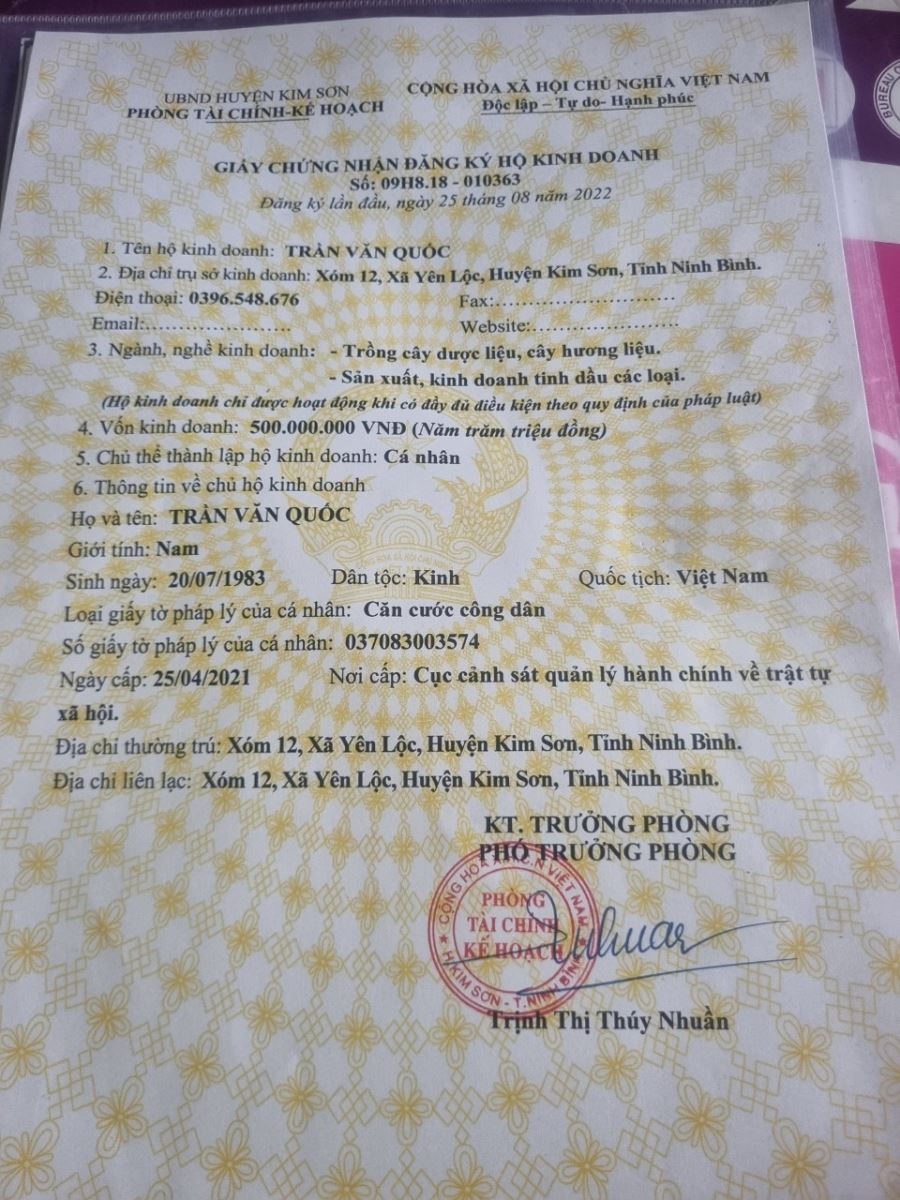 UBND HUYỆN KIM SƠN
PHÒNG TÀI CHÍNH-KẾ HOẠCH
CỘNG HÒA XÃ HỘI CHỦ NGHĨA VIỆT NAM
Độc lập – Tự do- Hạnh phúc
GIẤY CHỨNG NHẬN ĐĂNG KÝ HỘ KINH DOANH
Số: 09H8.18 - 010363
Đăng ký lần đầu, ngày 25 tháng 08 năm 2022
1. Tên hộ kinh doanh: TRẦN VĂN QUỐC
2. Địa chỉ trụ sở kinh doanh: Xóm 12, Xã Yên Lộc, Huyện Kim Sơn, Tỉnh Ninh Bình.
Điện thoại: 0396.548.676 Fax:............................
Email:....................... Website:.......................
3. Ngành, nghề kinh doanh: - Trồng cây dược liệu, cây hương liệu.
- Sản xuất, kinh doanh tinh dầu các loại.
(Hộ kinh doanh chỉ được hoạt động khi có đầy đủ điều kiện theo quy định của pháp luật)
4. Vốn kinh doanh: 500.000.000 VNĐ (Năm trăm triệu đồng)
5. Chủ thể thành lập hộ kinh doanh: Cá nhân
6. Thông tin về chủ hộ kinh doanh
Họ và tên: TRẦN VĂN QUỐC
Giới tính: Nam
Sinh ngày: 20/07/1983 Dân tộc: Kinh Quốc tịch: Việt Nam
Loại giấy tờ pháp lý của cá nhân: Căn cước công dân
Số giấy tờ pháp lý của cá nhân: 037083003574
Ngày cấp: 25/04/2021 Nơi cấp: Cục cảnh sát quản lý hành chính về trật tự
xã hội.
Địa chỉ thường trú: Xóm 12, Xã Yên Lộc, Huyện Kim Sơn, Tỉnh Ninh Bình.
Địa chỉ liên lạc: Xóm 12, Xã Yên Lộc, Huyện Kim Sơn, Tỉnh Ninh Bình.
KT. TRƯỞNG PHÒNG
PHÓ TRƯỞNG PHÒNG
CỘNG HÒA X.H.C.N VIỆT NAM
PHÒNG
TÀI CHÍNH
KẾ HOẠCH
H.KIM SƠN - T.NINH BÌNH
Trịnh Thị Thúy Nhuần
BUREAU